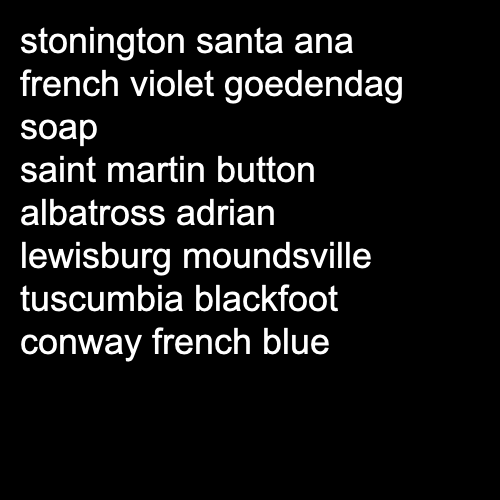 stonington santa ana
french violet goedendag
soap
saint martin button
albatross adrian
lewisburg moundsville
tuscumbia blackfoot
conway french blue